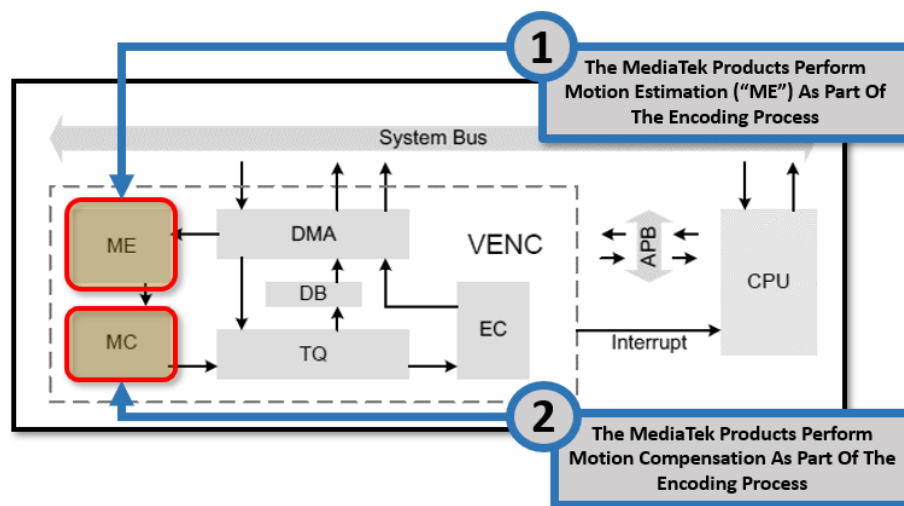 1
The MediaTek Products Perform
Motion Estimation (“ME”) As Part Of
The Encoding Process
System Bus
ME
DMA
VENC
APB
CPU
DB
MC
TQ
EC
Interrupt
2
The MediaTek Products Perform
Motion Compensation As Part Of The
Encoding Process